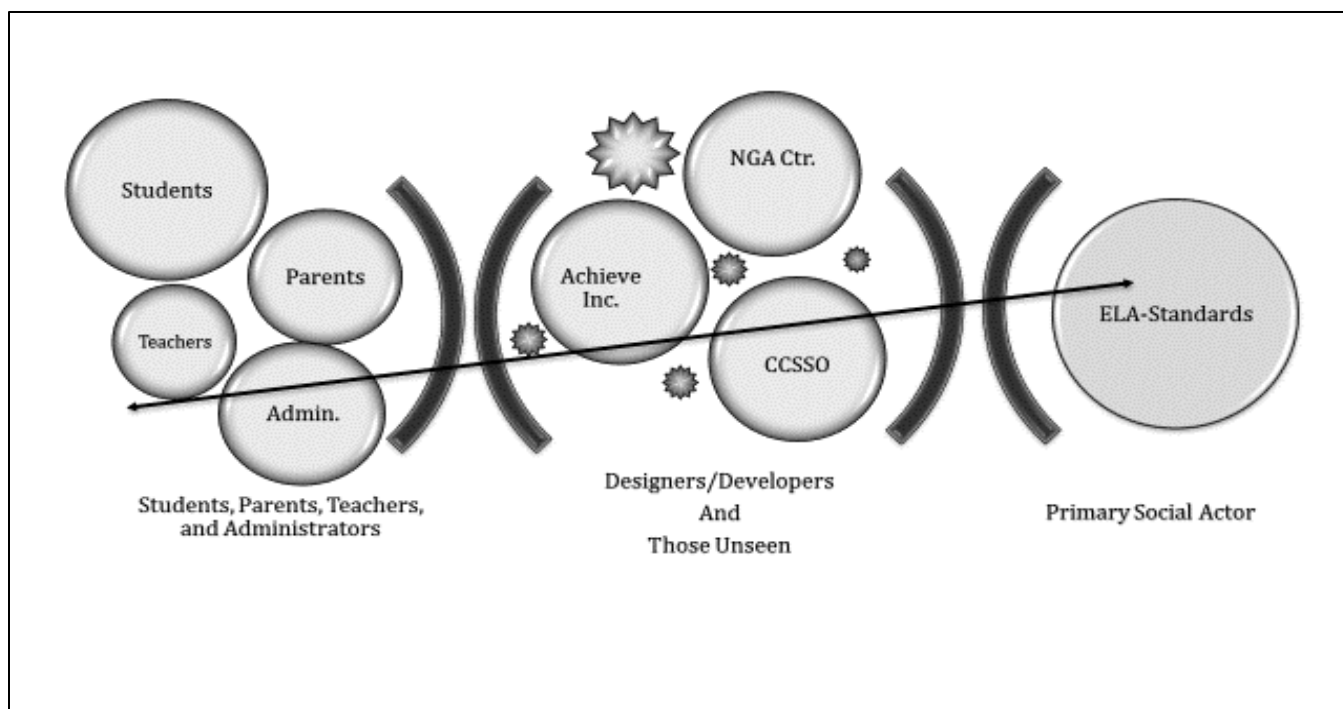 Students
Parents
Teachers
Admin.
Students, Parents, Teachers,
and Administrators
NGA Ctr.
Achieve
Inc.
CCSSO
Designers/Developers
And
Those Unseen
ELA-Standards
Primary Social Actor